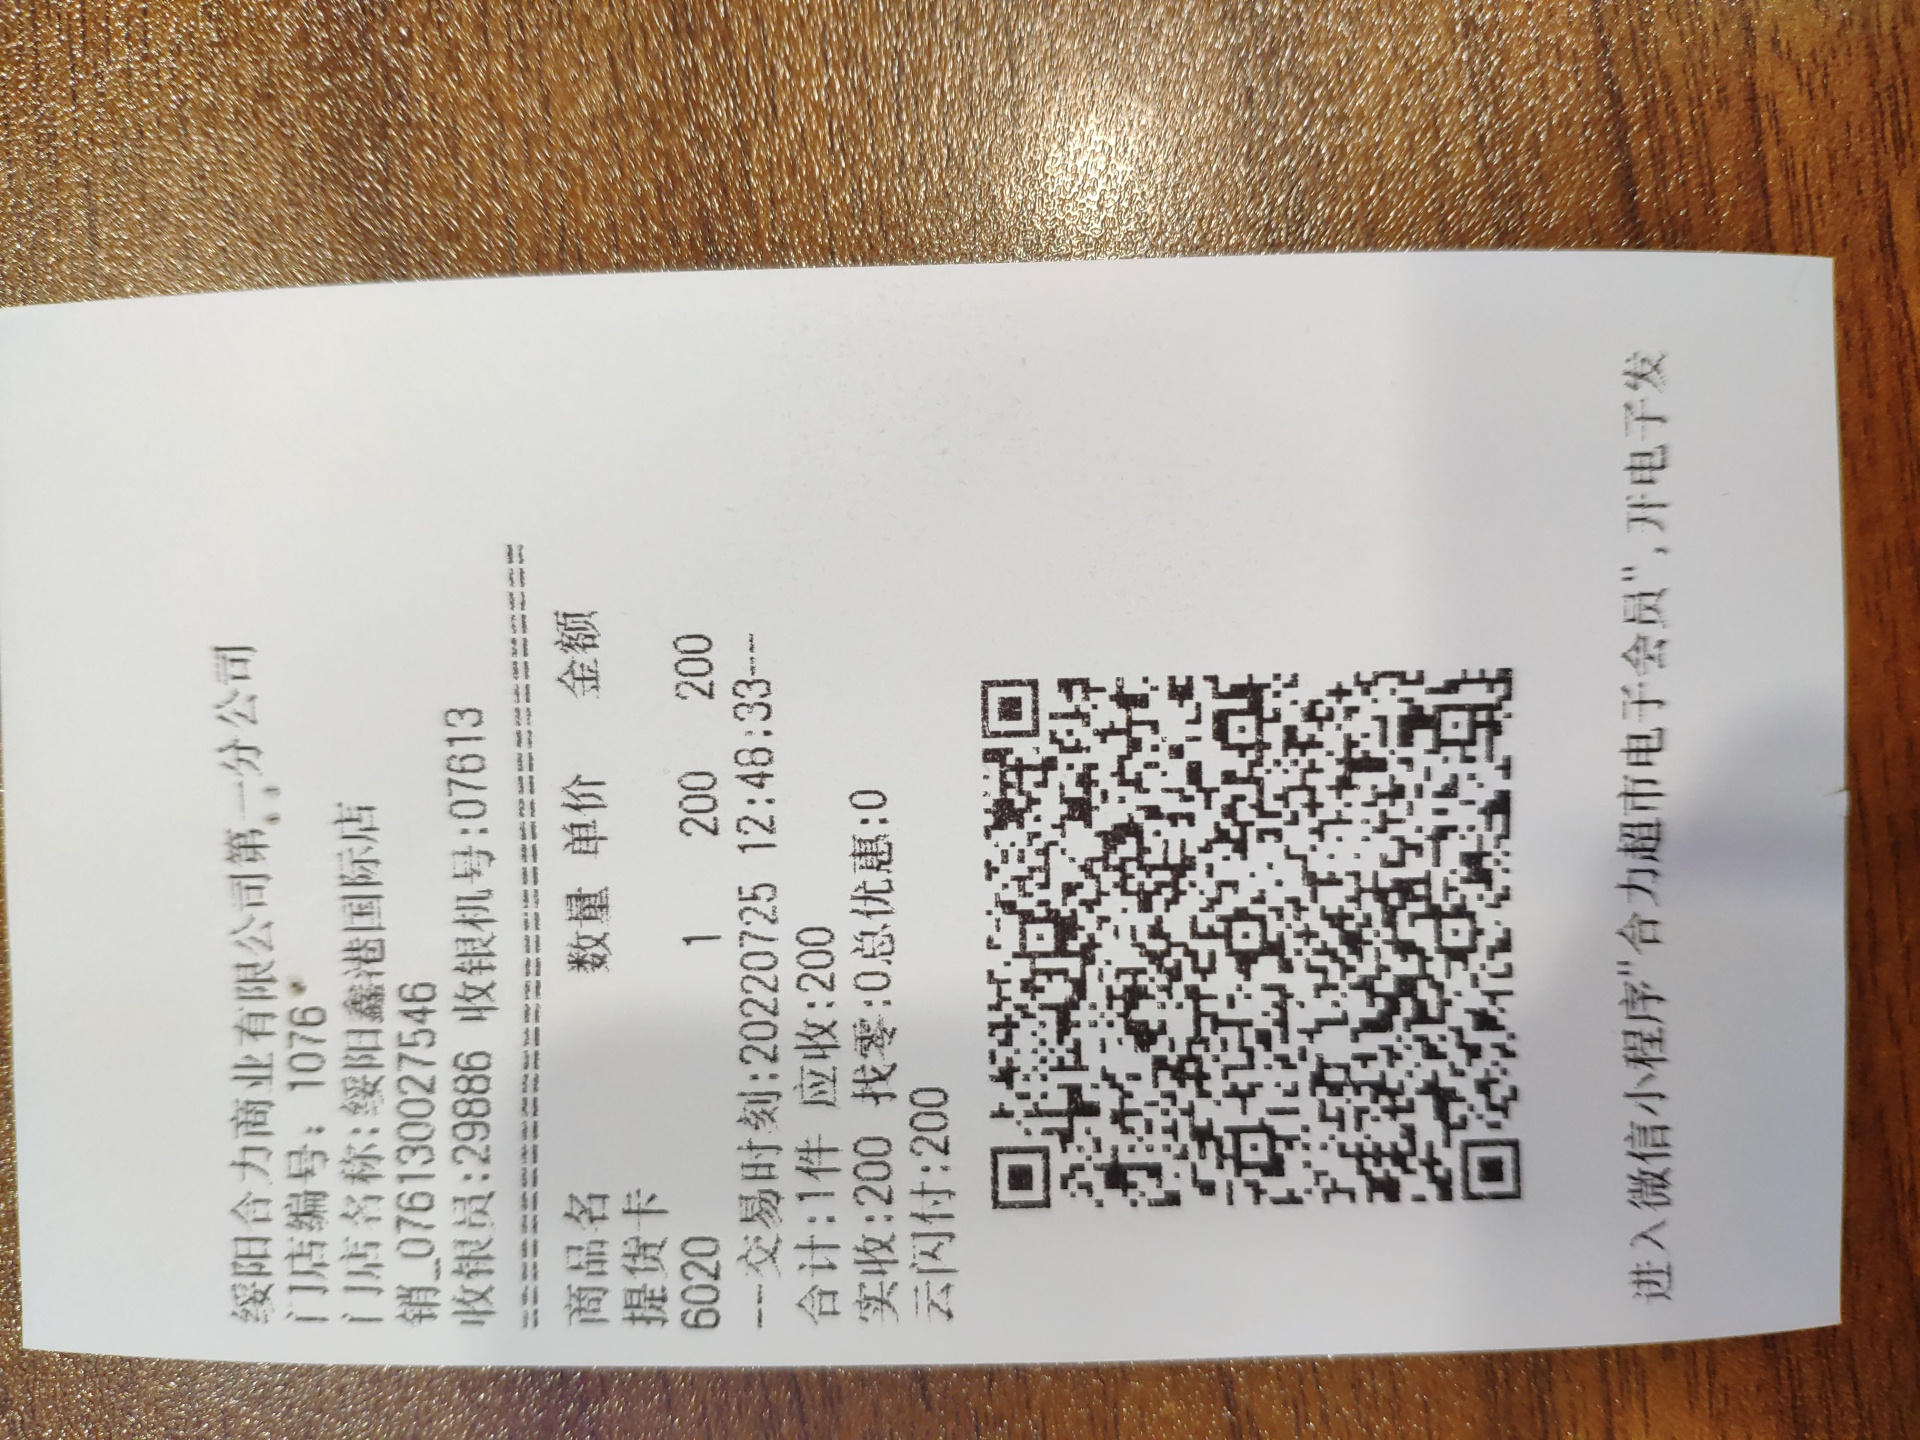 绥阳合力商业有限公司第一分公司
门店编号: 1076
门店名称:绥阳鑫港国际店
销_0761300027546
收银员:29886 收银机号:07613
================================
商品名 数量 单价 金额
提货卡
6020 1 200 200
---交易时刻:20220725 12:48:33---
合计:1件 应收:200
实收:200 找零:0总优惠:0
云闪付:200
进入微信小程序"合力超市电子会员",开电子发